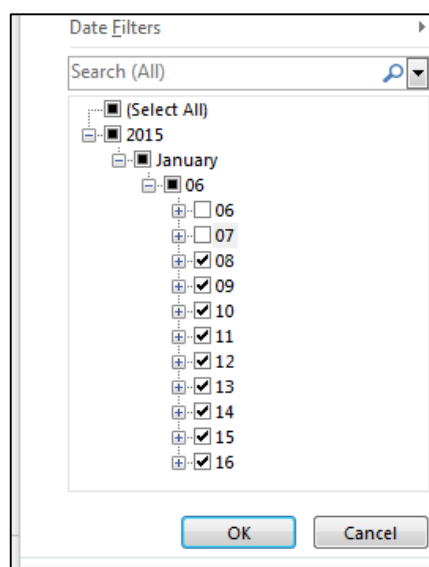 Date Filters
Search (All)
(Select All)
2015
January
06
06
07
08
09
10
11
12
13
14
15
16
OK Cancel